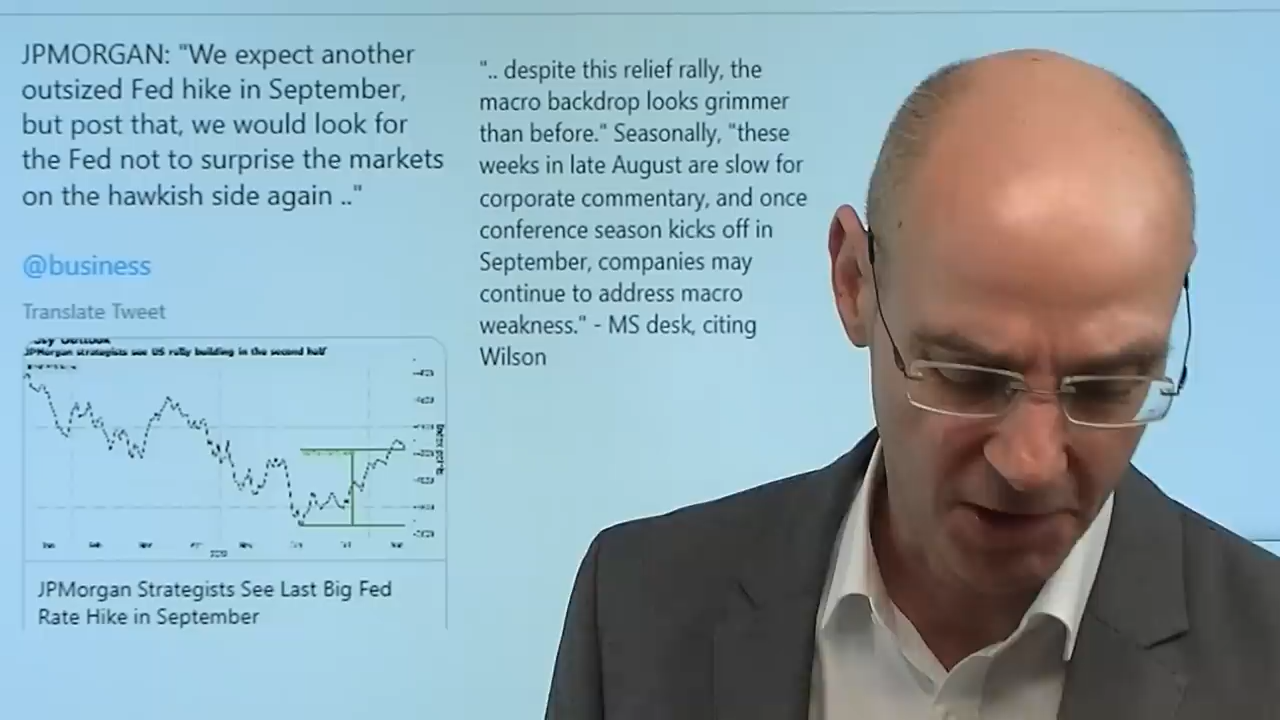 JPMORGAN: "We expect another
outsized Fed hike in September,
but post that, we would look for
the Fed not to surprise the markets
on the hawkish side again .."
@business
Translate Tweet
JPMorgan strategists see US rally building in the second half
JPMorgan Strategists See Last Big Fed
Rate Hike in September
".. despite this relief rally, the
macro backdrop looks grimmer
than before." Seasonally, "these
weeks in late August are slow for
corporate commentary, and once
conference season kicks off in
September, companies may
continue to address macro
weakness." - MS desk, citing
Wilson